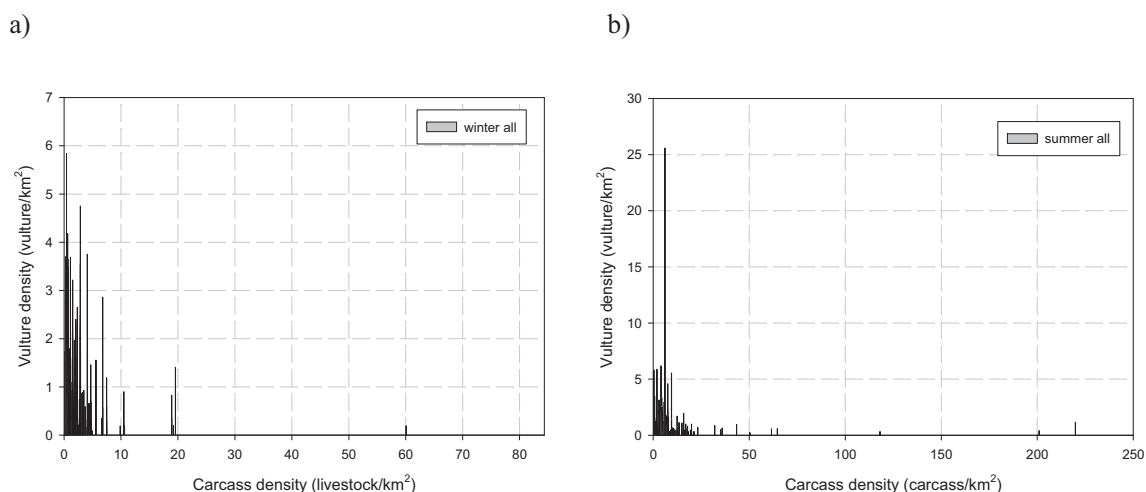 a)
b)
7
6
5
4
3
2
1
0
Vulture density (vulture/km²)
winter all
0 10 20 30 40 50 60 70 80
Carcass density (livestock/km²)
30
25
20
15
10
5
0
Vulture density (vulture/km²)
summer all
0 50 100 150 200 250
Carcass density (carcass/km²)